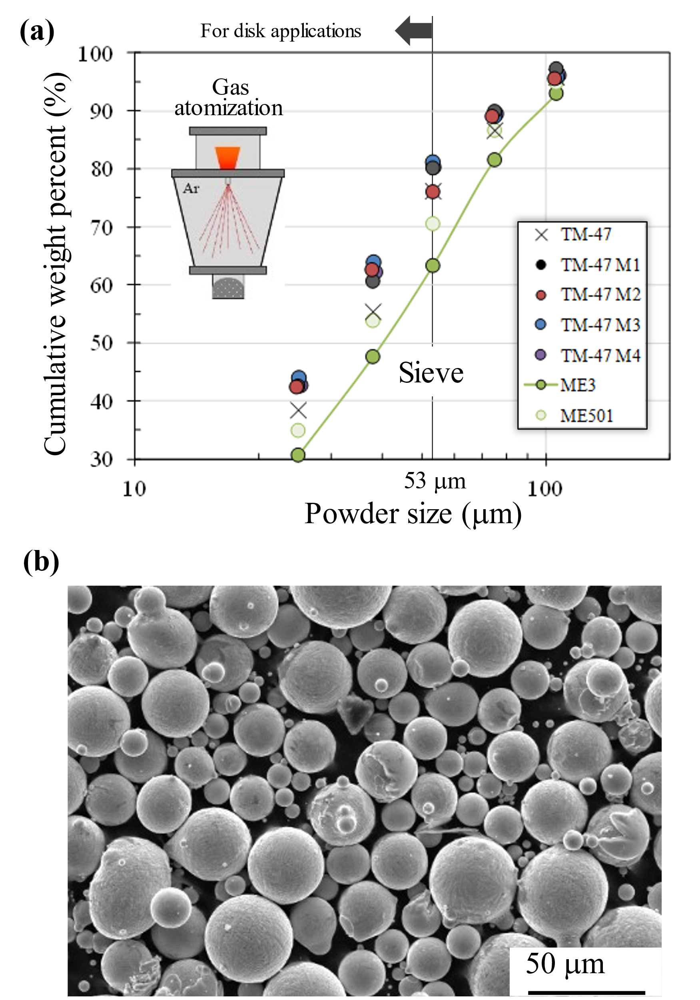 (a)
For disk applications
100
90
80
70
60
50
40
30
Cumulative weight percent (%)
Gas
atomization
Ar
Sieve
TM-47
TM-47 M1
TM-47 M2
TM-47 M3
TM-47 M4
ME3
ME501
10
53 μm
100
Powder size (μm)
(b)
50 μm